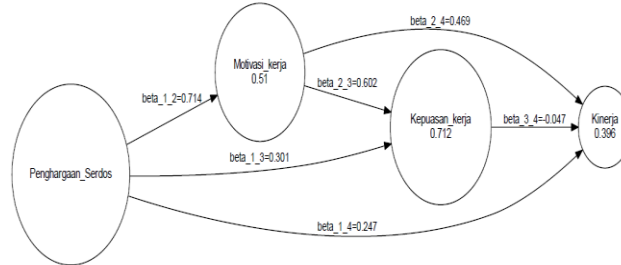 beta_2_4=0.469
Motivasi_kerja
0.51
beta_1_2=0.714
beta_2_3=0.602
Kepuasan_kerja
0.712
beta_3_4=-0.047
Kinerja
0.396
Penghargaan_Serdos
beta_1_3=0.301
beta_1_4=0.247